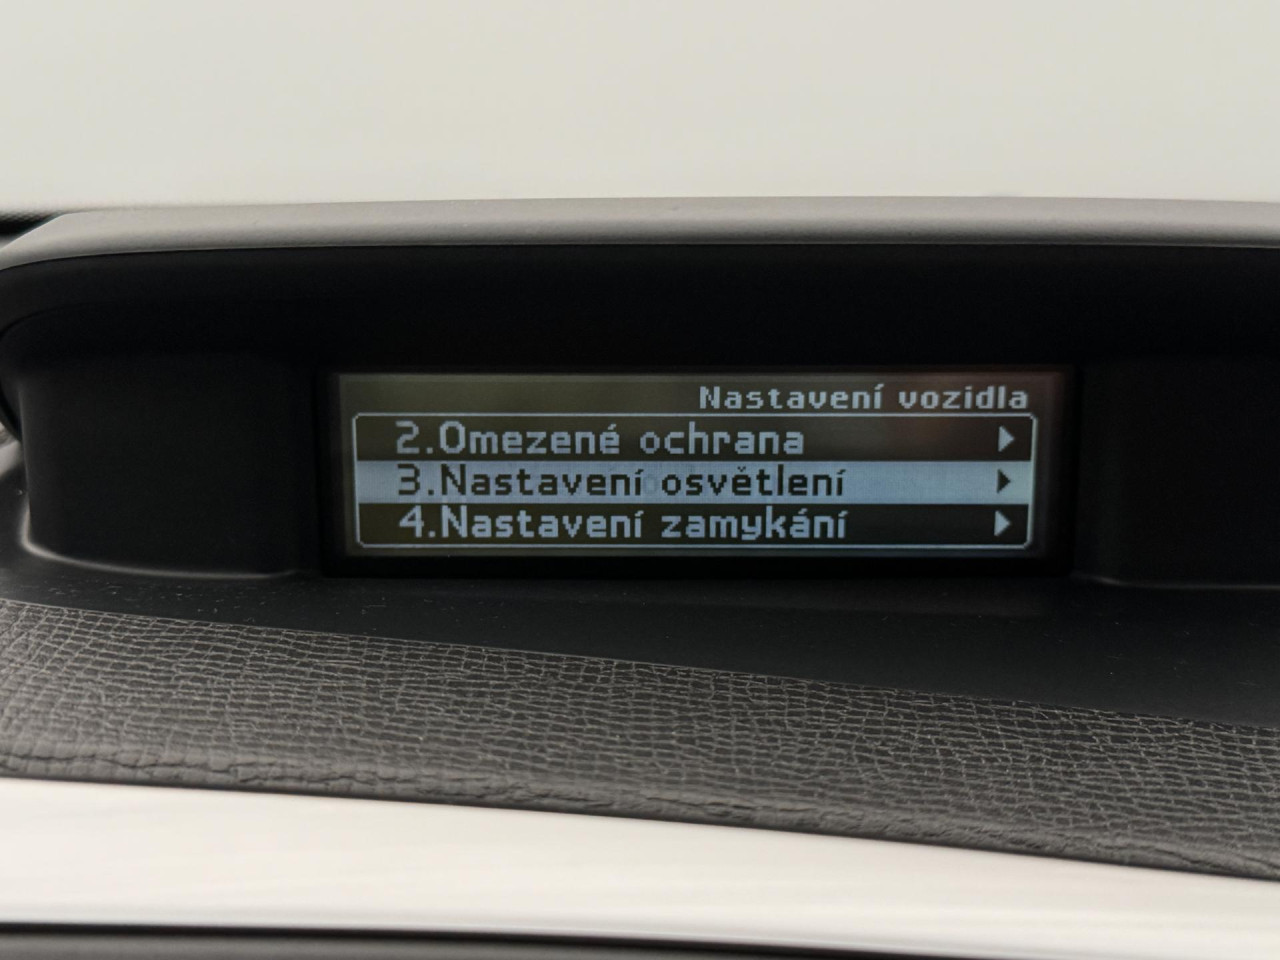 Nastavení vozidla
2.Omezené ochrana
3.Nastavení osvětlení
4.Nastavení zamykání